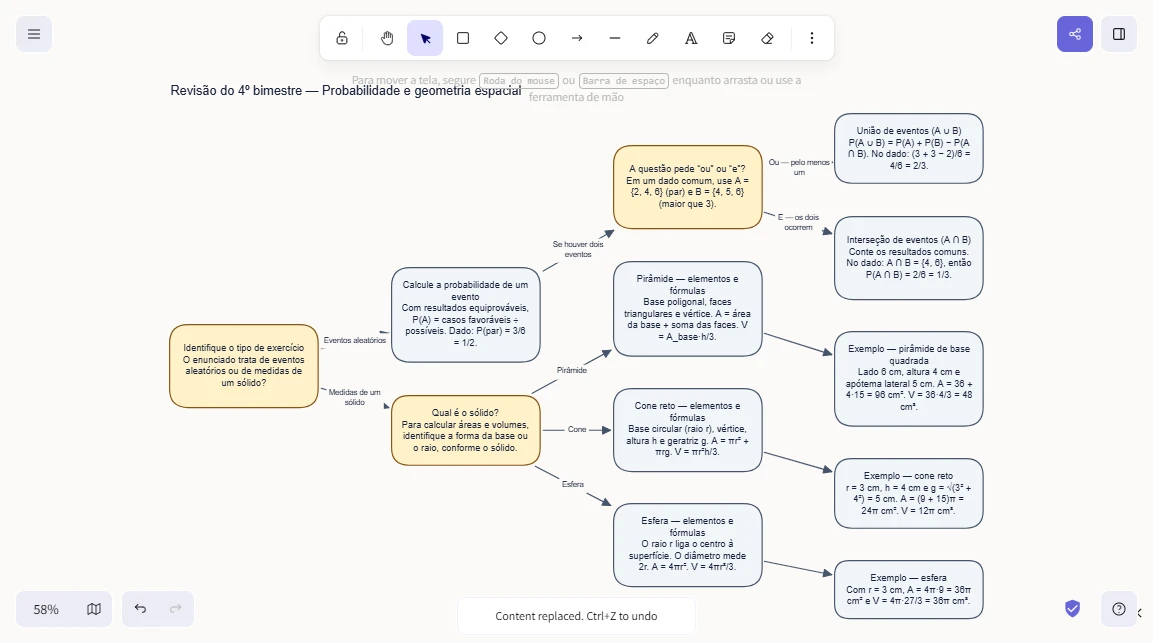 Para mover a tela, segure Roda do mouse ou Barra de espaço enquanto arrasta ou use a
ferramenta de mão
Revisão do 4º bimestre — Probabilidade e geometria espacial
União de eventos (A ∪ B)
P(A ∪ B) = P(A) + P(B) − P(A
∩ B). No dado: (3 + 3 − 2)/6 =
4/6 = 2/3.
A questão pede "ou" ou "e"?
Em um dado comum, use A =
{2, 4, 6} (par) e B = {4, 5, 6}
(maior que 3).
Ou — pelo menos
um
E — os dois
ocorrem
Interseção de eventos (A ∩ B)
Conte os resultados comuns.
No dado: A ∩ B = {4, 6}, então
P(A ∩ B) = 2/6 = 1/3.
Se houver dois
eventos
Calcule a probabilidade de um
evento
Com resultados equiprováveis,
P(A) = casos favoráveis ÷
possíveis. Dado: P(par) = 3/6
= 1/2.
Pirâmide — elementos e
fórmulas
Base poligonal, faces
triangulares e vértice. A = área
da base + soma das faces. V
= A_base·h/3.
Identifique o tipo de exercício
O enunciado trata de eventos
aleatórios ou de medidas de
um sólido?
Eventos aleatórios
Medidas de um
sólido
Pirâmide
Exemplo — pirâmide de base
quadrada
Lado 6 cm, altura 4 cm e
apótema lateral 5 cm. A = 36 +
4·15 = 96 cm². V = 36·4/3 = 48
cm³.
Qual é o sólido?
Para calcular áreas e volumes,
identifique a forma da base ou
o raio, conforme o sólido.
Cone
Cone reto — elementos e
fórmulas
Base circular (raio r), vértice,
altura h e geratriz g. A = πr² +
πrg. V = πr²h/3.
Esfera
Exemplo — cone reto
r = 3 cm, h = 4 cm e g = √(3² +
4²) = 5 cm. A = (9 + 15)π =
24π cm². V = 12π cm³.
Esfera — elementos e
fórmulas
O raio r liga o centro à
superfície. O diâmetro mede
2r. A = 4πr². V = 4πr³/3.
Exemplo — esfera
Com r = 3 cm, A = 4π·9 = 36π
cm² e V = 4π·27/3 = 36π cm³.
58%
Content replaced. Ctrl+Z to undo